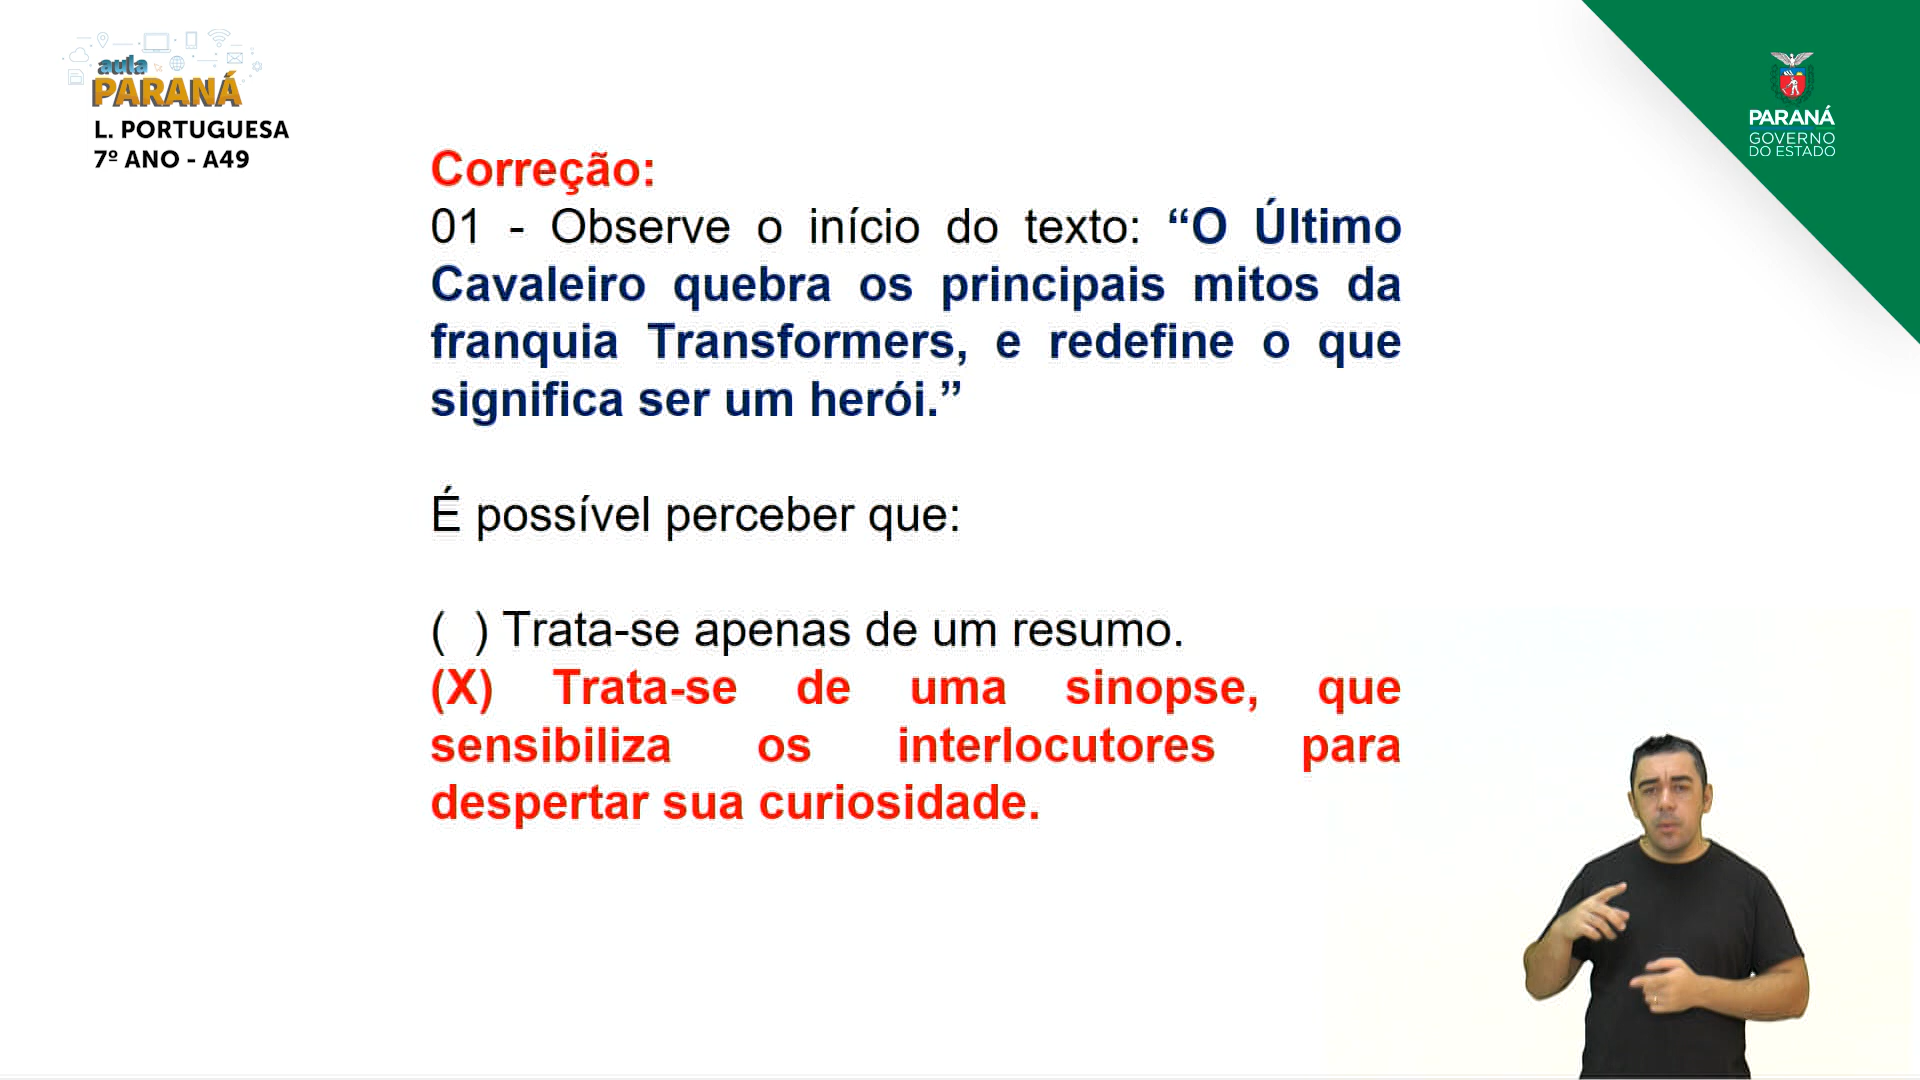 aula
PARANÁ
L. PORTUGUESA
7º ANO - A49
PARANÁ
GOVERNO
DO ESTADO
Correção:
01 - Observe o início do texto: “O Último
Cavaleiro quebra os principais mitos da
franquia Transformers, e redefine o que
significa ser um herói.”
É possível perceber que:
( ) Trata-se apenas de um resumo.
(X) Trata-se de uma sinopse, que
sensibiliza os interlocutores para
despertar sua curiosidade.